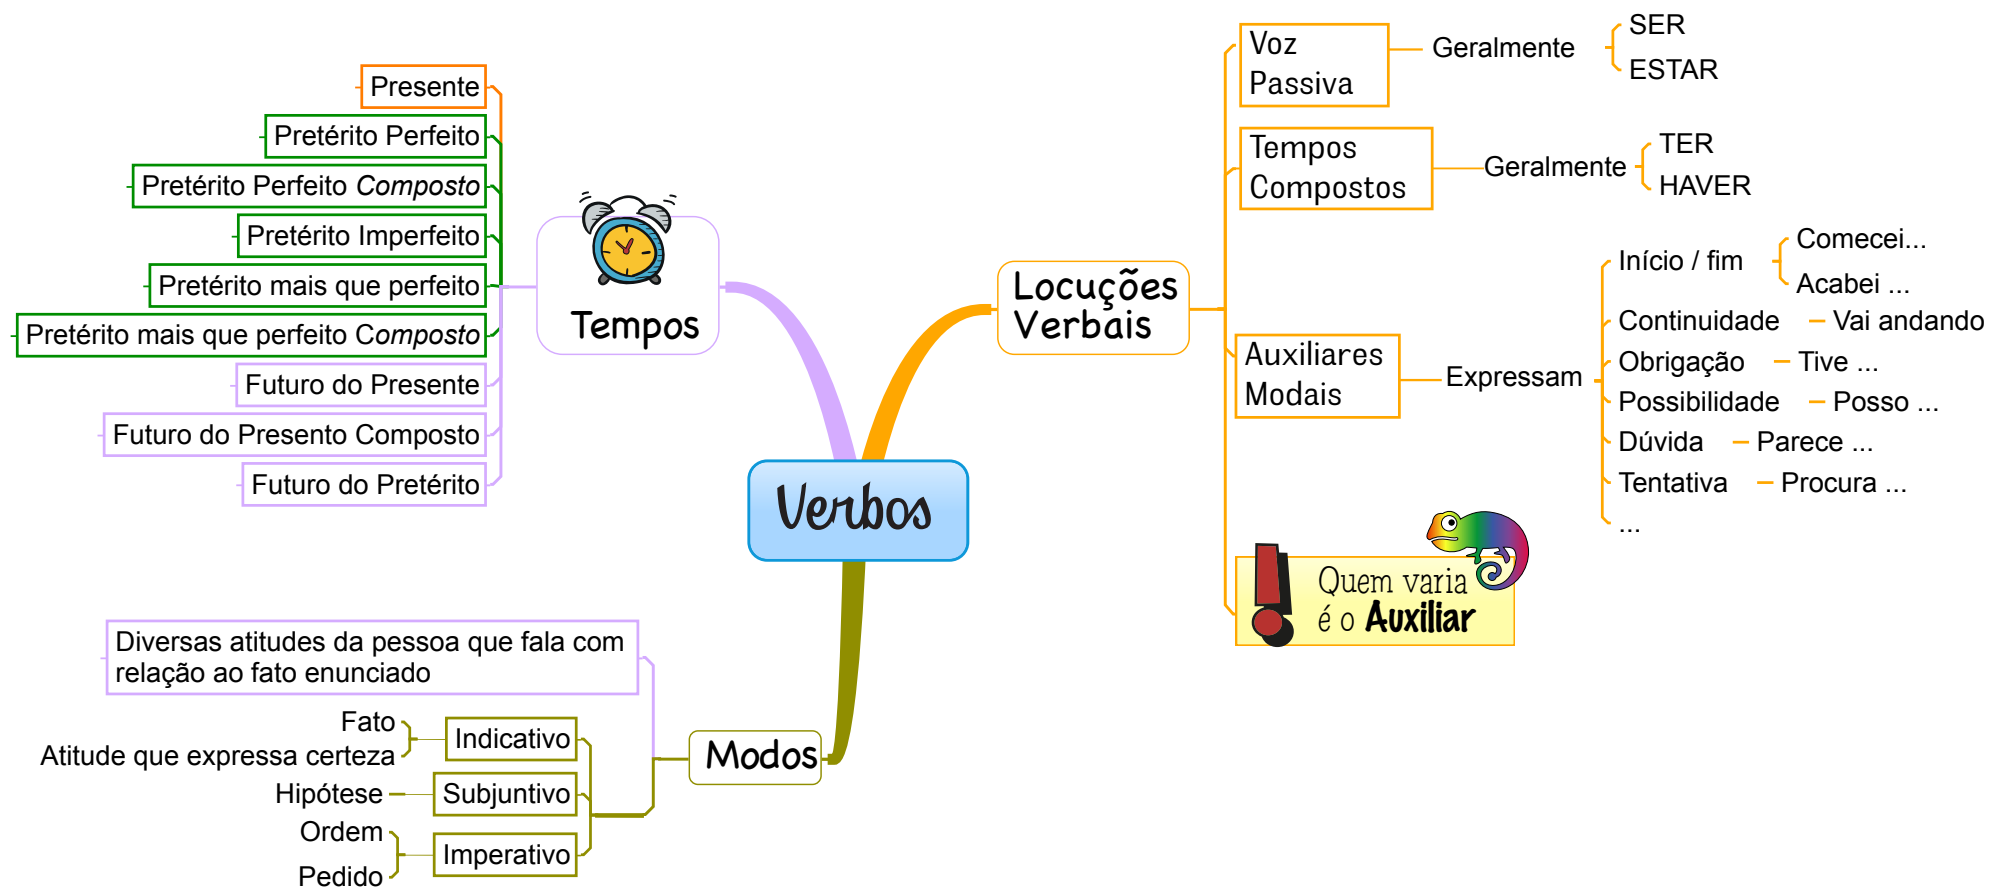 Verbos
Tempos
Presente
Pretérito Perfeito
Pretérito Perfeito Composto
Pretérito Imperfeito
Pretérito mais que perfeito
Pretérito mais que perfeito Composto
Futuro do Presente
Futuro do Presento Composto
Futuro do Pretérito
Locuções
Verbais
Voz
Passiva
Geralmente
SER
ESTAR
Tempos
Compostos
Geralmente
TER
HAVER
Auxiliares
Modais
Expressam
Início / fim
Comecei...
Acabei ...
Continuidade
Vai andando
Obrigação
Tive ...
Possibilidade
Posso ...
Dúvida
Parece ...
Tentativa
Procura ...
...
Quem varia
é o Auxiliar
Modos
Diversas atitudes da pessoa que fala com
relação ao fato enunciado
Indicativo
Fato
Atitude que expressa certeza
Subjuntivo
Hipótese
Imperativo
Ordem
Pedido